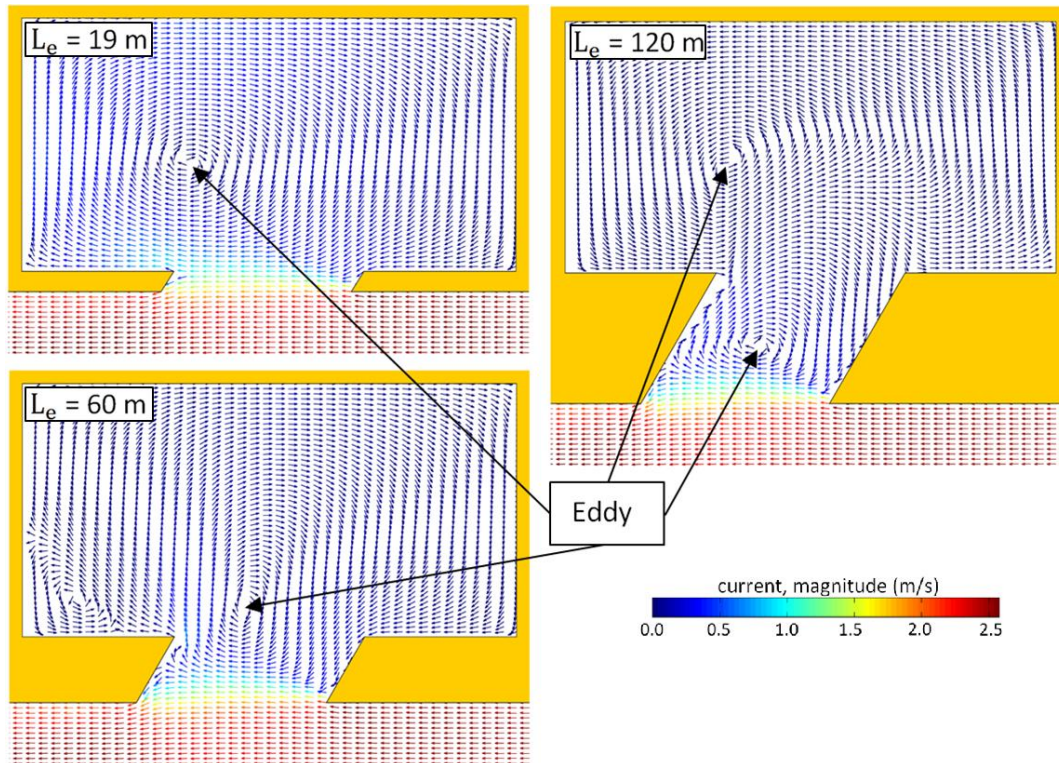 Lₑ = 19 m
Lₑ = 120 m
Lₑ = 60 m
Eddy
current, magnitude (m/s)
0.0 0.5 1.0 1.5 2.0 2.5